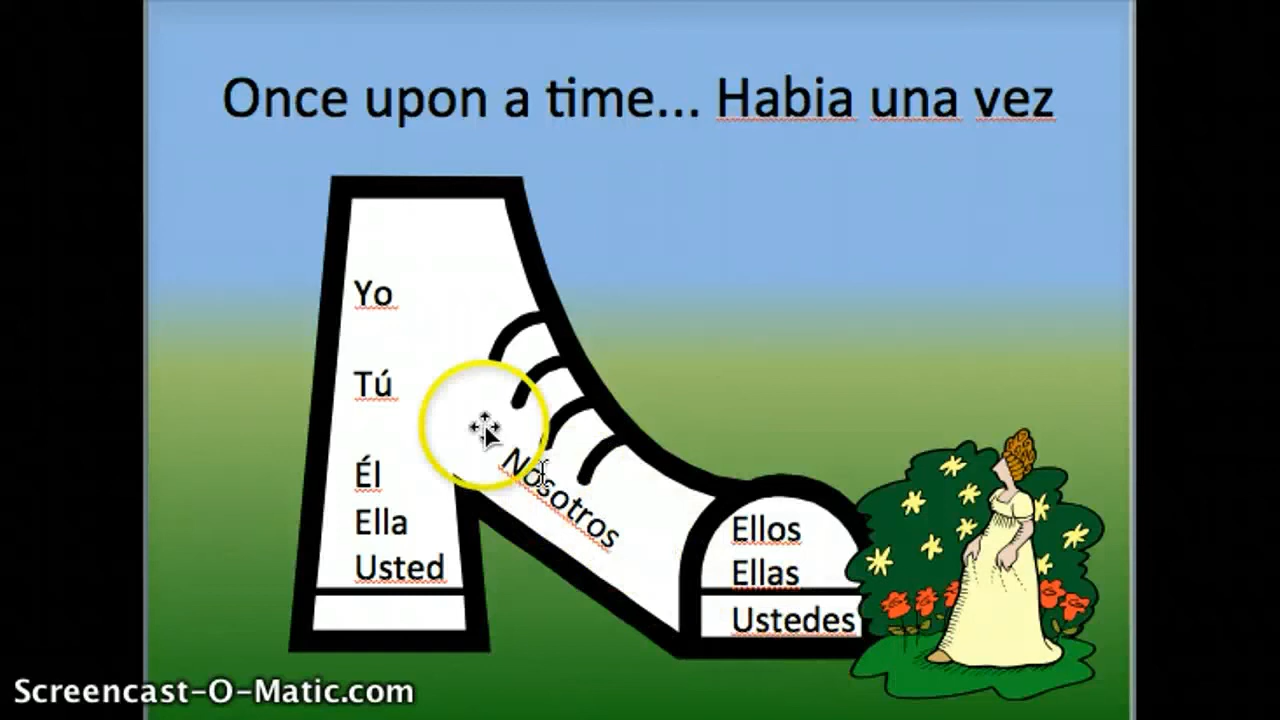 Once upon a time... Habia una vez
Yo
Tú
Él
Ella
Usted
Nosotros
Ellos
Ellas
Ustedes
Screencast-O-Matic.com